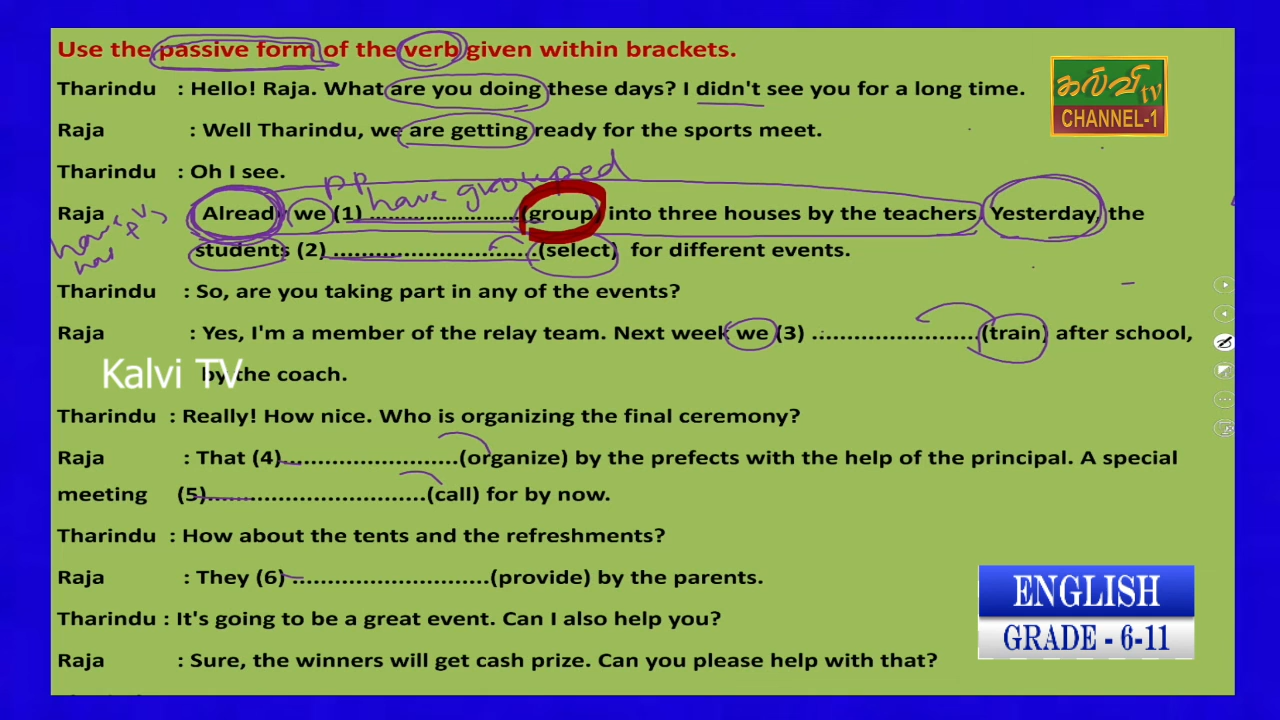 Use the passive form of the verb given within brackets.
Tharindu : Hello! Raja. What are you doing these days? I didn't see you for a long time.
கல்வி tv
CHANNEL-1
Raja : Well Tharindu, we are getting ready for the sports meet.
Tharindu : Oh I see.
PP have grouped
Raja Already we (1) ........................(group) into three houses by the teachers. Yesterday, the
have + V
has
students (2) ................................(select) for different events.
Tharindu : So, are you taking part in any of the events?
Raja : Yes, I'm a member of the relay team. Next week we (3) ..........................(train) after school,
Kalvi TV
by the coach.
Tharindu : Really! How nice. Who is organizing the final ceremony?
Raja : That (4)............................(organize) by the prefects with the help of the principal. A special
meeting (5)..................................(call) for by now.
Tharindu : How about the tents and the refreshments?
Raja : They (6) ..............................(provide) by the parents.
ENGLISH
GRADE - 6-11
Tharindu : It's going to be a great event. Can I also help you?
Raja : Sure, the winners will get cash prize. Can you please help with that?